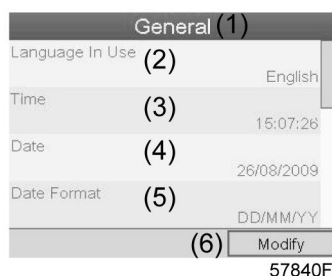 General (1)
Language In Use (2)
English
Time (3)
15:07:26
Date (4)
26/08/2009
Date Format (5)
DD/MM/YY
(6) Modify
57840F